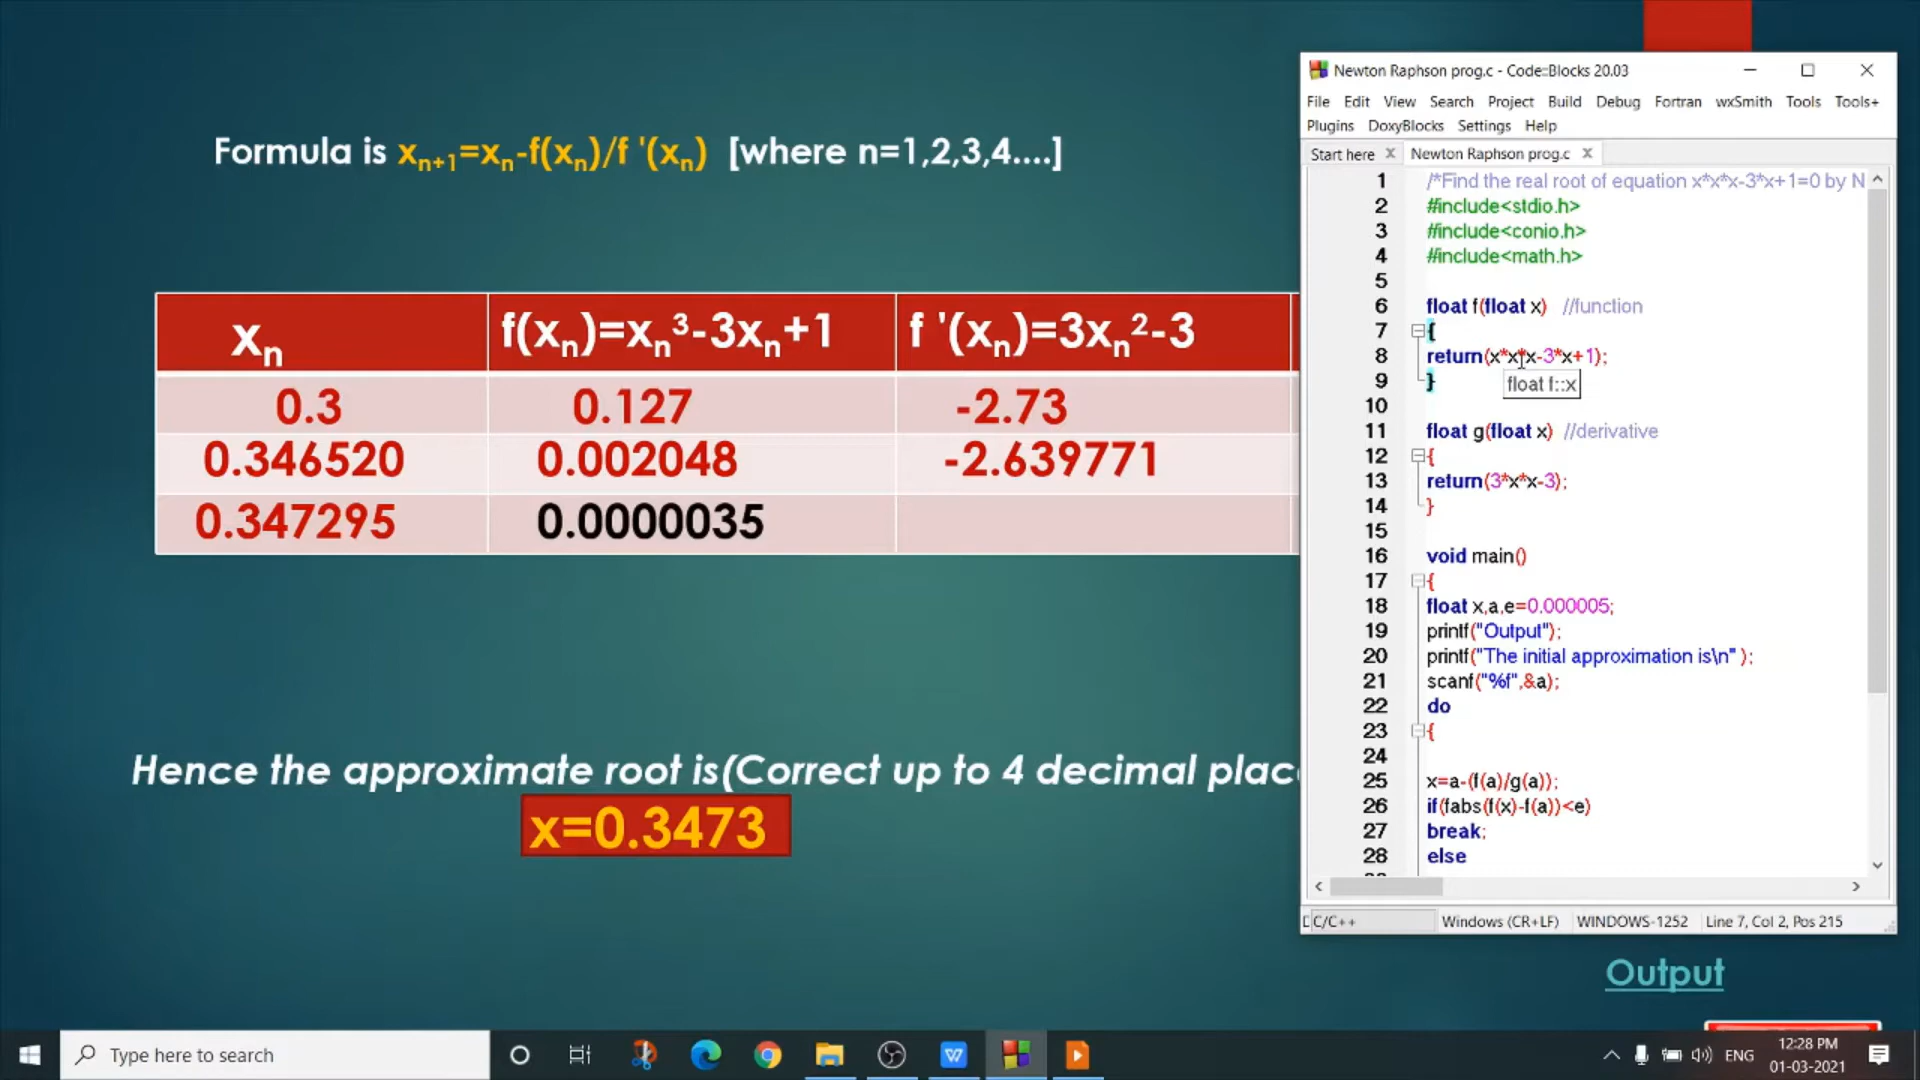 Formula is xn+1=xn-f(xn)/f '(xn) [where n=1,2,3,4....]
xn f(xn)=xn³-3xn+1 f '(xn)=3xn²-3
0.3 0.127 -2.73
0.346520 0.002048 -2.639771
0.347295 0.0000035
Hence the approximate root is(Correct up to 4 decimal place
x=0.3473
Newton Raphson prog.c - Code::Blocks 20.03
File Edit View Search Project Build Debug Fortran wxSmith Tools Tools+
Plugins DoxyBlocks Settings Help
Start here Newton Raphson prog.c
1 /*Find the real root of equation x*x*x-3*x+1=0 by N
2 #include<stdio.h>
3 #include<conio.h>
4 #include<math.h>
5
6 float f(float x) //function
7 {
8 return(x*x*x-3*x+1);
9 }
float f::x
10
11 float g(float x) //derivative
12 {
13 return(3*x*x-3);
14 }
15
16 void main()
17 {
18 float x,a,e=0.000005;
19 printf("Output");
20 printf("The initial approximation is\n" );
21 scanf("%f",&a);
22 do
23 {
24
25 x=a-(f(a)/g(a));
26 if(fabs(f(x)-f(a))<e)
27 break;
28 else
C/C++ Windows (CR+LF) WINDOWS-1252 Line 7, Col 2, Pos 215
Output
Type here to search
W
ENG
12:28 PM
01-03-2021